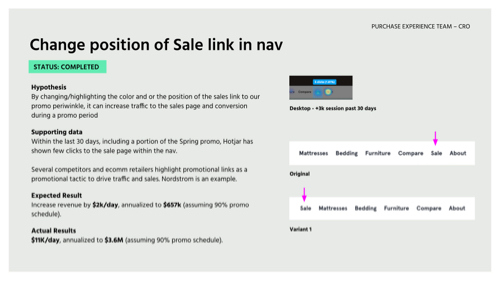 PURCHASE EXPERIENCE TEAM – CRO
Change position of Sale link in nav
STATUS: COMPLETED
Hypothesis
By changing/highlighting the color and or the position of the sales link to our
promo periwinkle, it can increase traffic to the sales page and conversion
during a promo period
Supporting data
Within the last 30 days, including a portion of the Spring promo, Hotjar has
shown few clicks to the sale page within the nav.
Several competitors and ecomm retailers highlight promotional links as a
promotional tactic to drive traffic and sales. Nordstrom is an example.
Expected Result
Increase revenue by $2k/day, annualized to $657k (assuming 90% promo
schedule).
Actual Results
$11K/day, annualized to $3.6M (assuming 90% promo schedule).
Compare
Desktop - +3k session past 30 days
Mattresses Bedding Furniture Compare Sale About
Original
Sale Mattresses Bedding Furniture Compare About
Variant 1